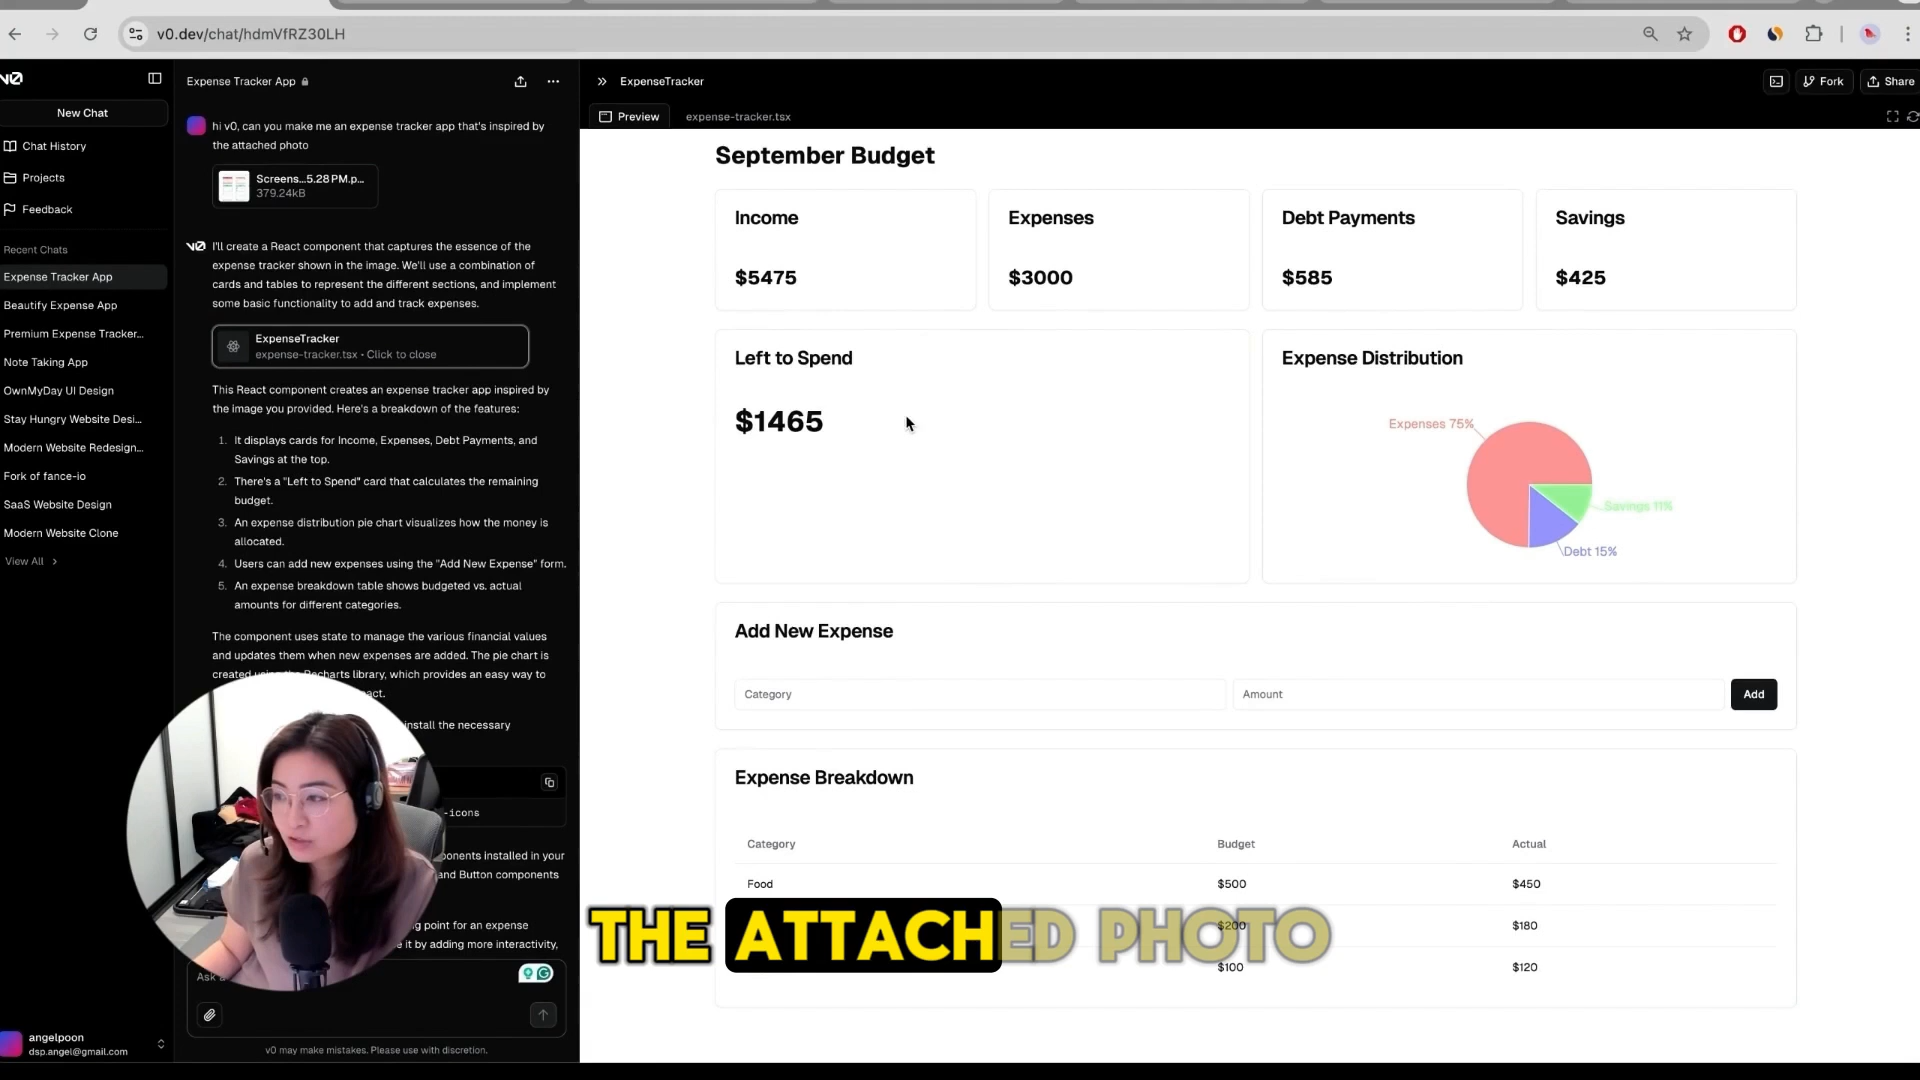 v0.dev/chat/hdmVfRZ30LH
New Chat
Chat History
Projects
Feedback
Recent Chats
Expense Tracker App
Beautify Expense App
Premium Expense Tracker...
Note Taking App
OwnMyDay UI Design
Stay Hungry Website Desi...
Modern Website Redesign...
Fork of fance-io
SaaS Website Design
Modern Website Clone
View All
angelpoon
dsp.angel@gmail.com
Expense Tracker App
hi v0, can you make me an expense tracker app that's inspired by
the attached photo
Screens...5.28 PM.p...
379.24kB
I'll create a React component that captures the essence of the
expense tracker shown in the image. We'll use a combination of
cards and tables to represent the different sections, and implement
some basic functionality to add and track expenses.
ExpenseTracker
expense-tracker.tsx • Click to close
This React component creates an expense tracker app inspired by
the image you provided. Here's a breakdown of the features:
1. It displays cards for Income, Expenses, Debt Payments, and
Savings at the top.
2. There's a "Left to Spend" card that calculates the remaining
budget.
3. An expense distribution pie chart visualizes how the money is
allocated.
4. Users can add new expenses using the "Add New Expense" form.
5. An expense breakdown table shows budgeted vs. actual
amounts for different categories.
The component uses state to manage the various financial values
and updates them when new expenses are added. The pie chart is
created using the Recharts library, which provides an easy way to
install the necessary
-icons
ponents installed in your
and Button components
g point for an expense
e it by adding more interactivity,
Ask
v0 may make mistakes. Please use with discretion.
ExpenseTracker
Fork
Share
Preview
expense-tracker.tsx
September Budget
Income
$5475
Expenses
$3000
Debt Payments
$585
Savings
$425
Left to Spend
$1465
Expense Distribution
Expenses 75%
Savings 11%
Debt 15%
Add New Expense
Category
Amount
Add
Expense Breakdown
Category Budget Actual
Food $500 $450
$200 $180
$100 $120
THE ATTACHED PHOTO